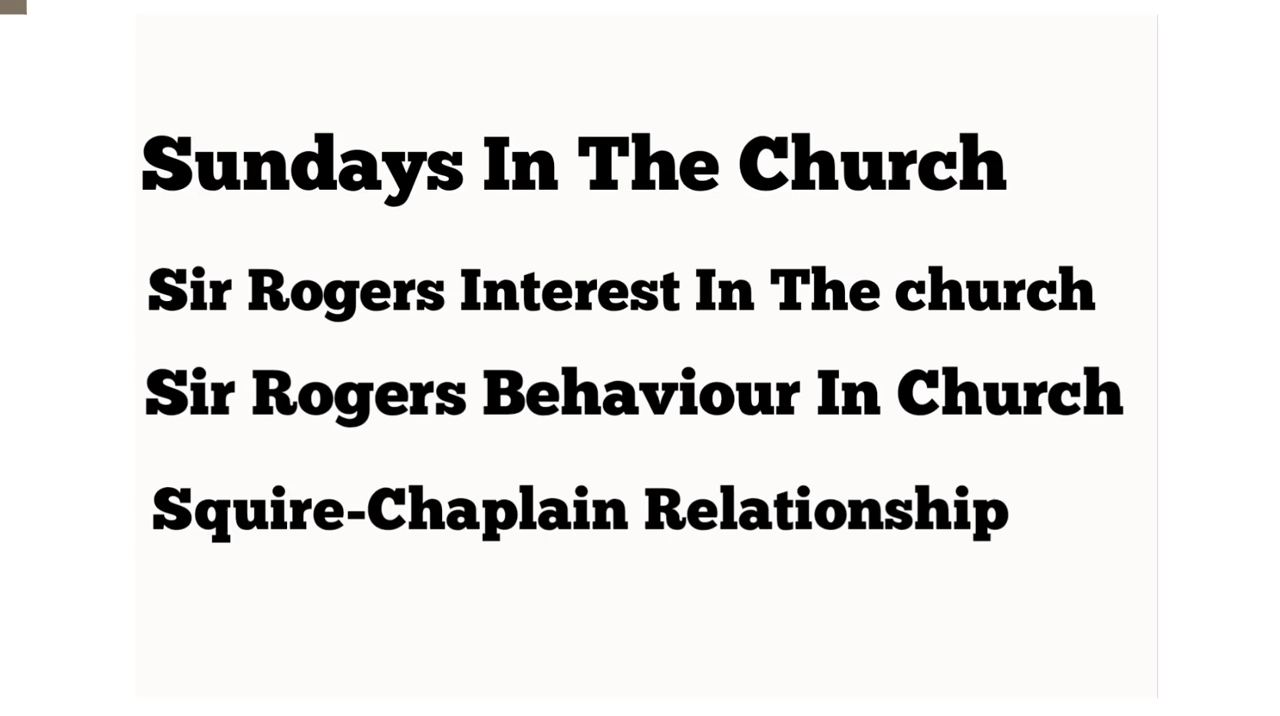 Sundays In The Church
Sir Rogers Interest In The church
Sir Rogers Behaviour In Church
Squire-Chaplain Relationship